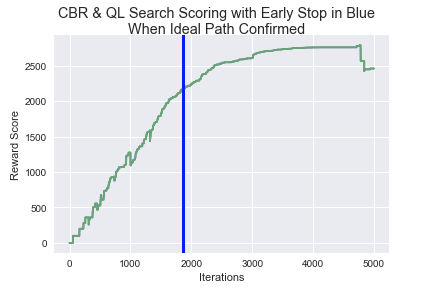 CBR & QL Search Scoring with Early Stop in Blue
When Ideal Path Confirmed
2500
2000
1500
1000
500
0
Reward Score
0 1000 2000 3000 4000 5000
Iterations